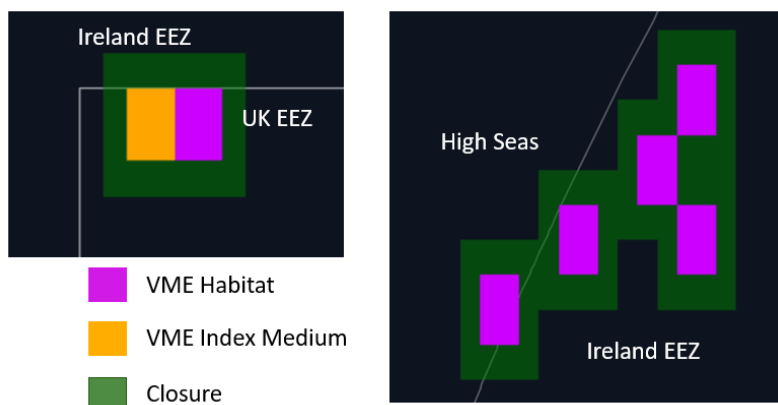 Ireland EEZ
UK EEZ
High Seas
Ireland EEZ
VME Habitat
VME Index Medium
Closure